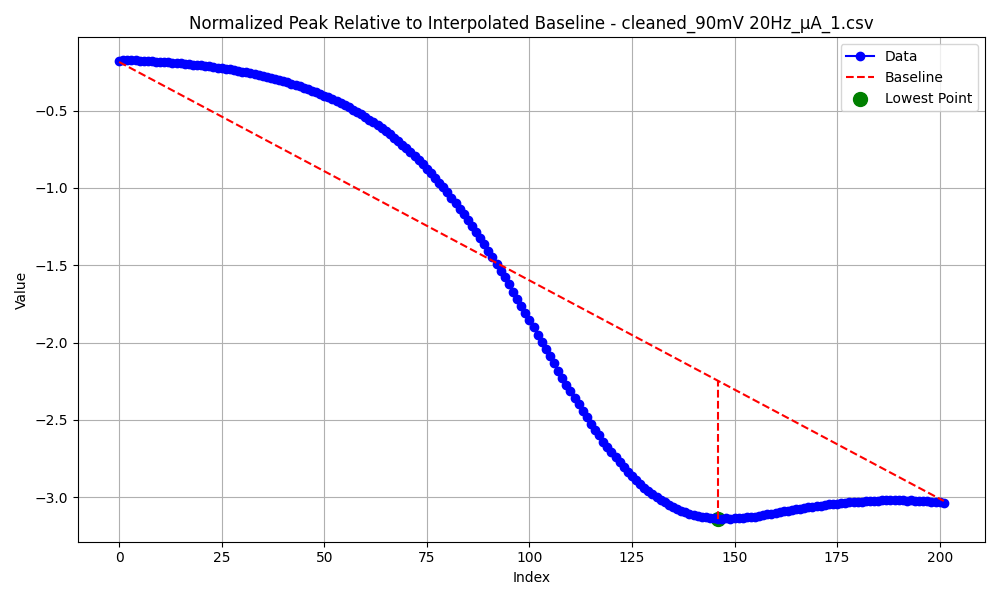 Normalized Peak Relative to Interpolated Baseline - cleaned_90mV 20Hz_μA_1.csv
Data
Baseline
Lowest Point
Value
−0.5
−1.0
−1.5
−2.0
−2.5
−3.0
0 25 50 75 100 125 150 175 200
Index